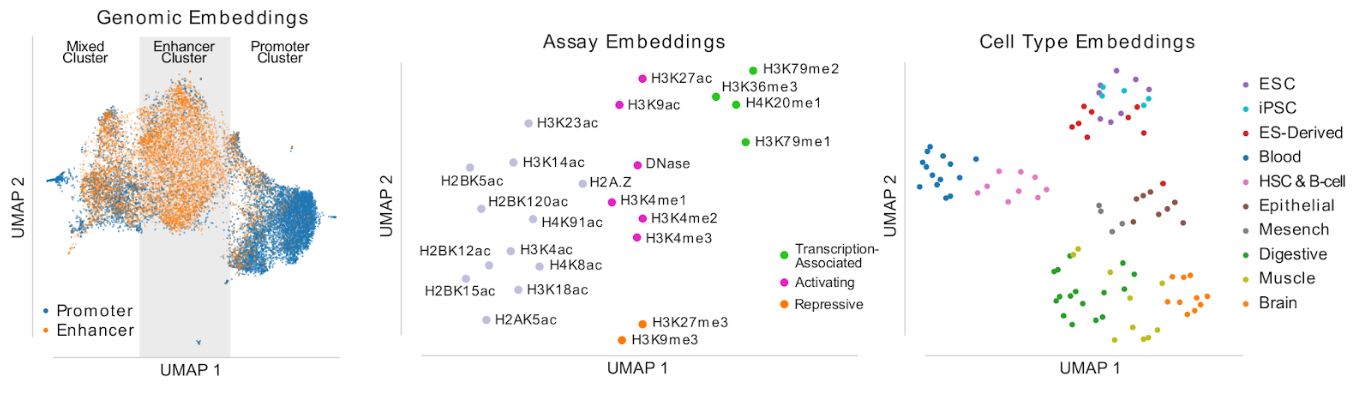 Genomic Embeddings
Mixed
Cluster
Enhancer
Cluster
Promoter
Cluster
UMAP 2
Promoter
Enhancer
UMAP 1
Assay Embeddings
H3K79me2
H3K27ac
H3K36me3
H3K9ac
H4K20me1
H3K23ac
H3K79me1
H3K14ac
DNase
H2BK5ac
H2A.Z
H2BK120ac
H3K4me1
H4K91ac
H3K4me2
H3K4me3
H2BK12ac
H3K4ac
H4K8ac
H2BK15ac
H3K18ac
H2AK5ac
H3K27me3
H3K9me3
Transcription-
Associated
Activating
Repressive
UMAP 2
UMAP 1
Cell Type Embeddings
UMAP 2
UMAP 1
ESC
iPSC
ES-Derived
Blood
HSC & B-cell
Epithelial
Mesench
Digestive
Muscle
Brain